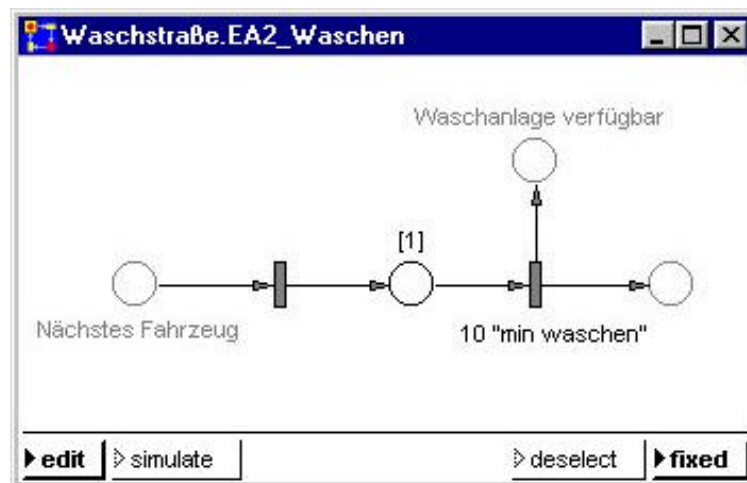 Waschstraße.EA2_Waschen
Waschanlage verfügbar
[1]
Nächstes Fahrzeug
10 "min waschen"
edit
simulate
deselect
fixed